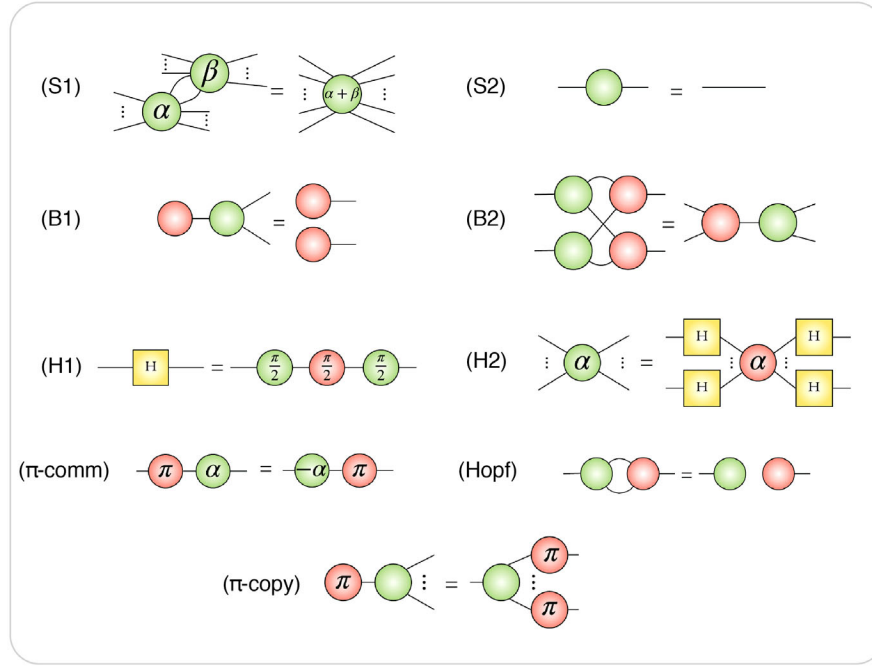 (S1) α β = α + β
(S2) =
(B1) =
(B2) =
(H1) H = π/2 π/2 π/2
(H2) α = H H α H H
(π-comm) π α = −α π
(Hopf) =
(π-copy) π = π π